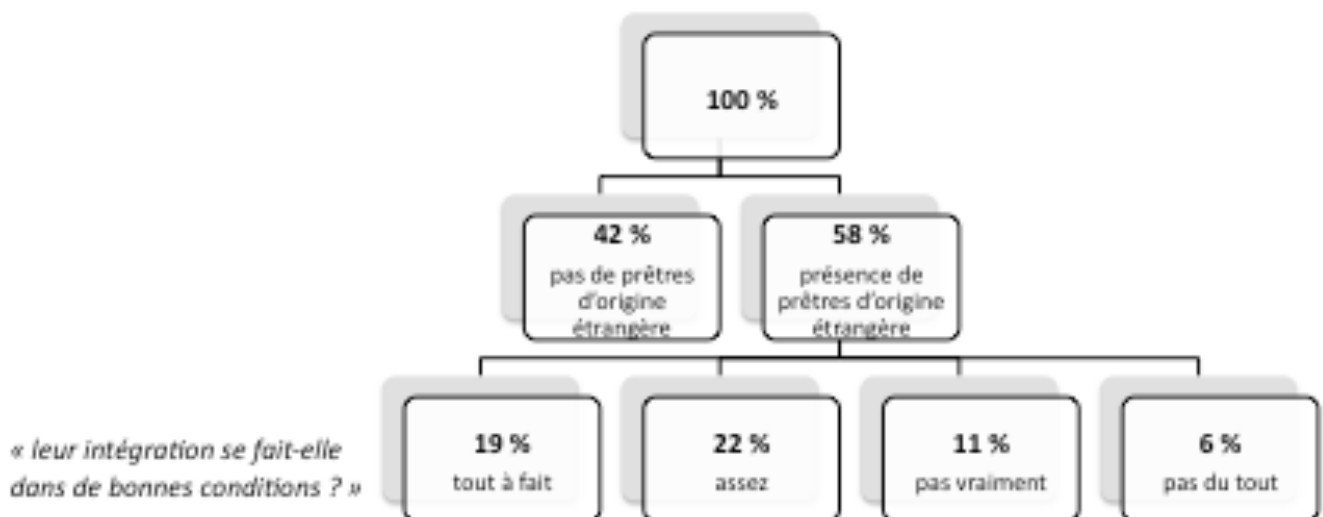 100 %
42 %
pas de prêtres
d'origine
étrangère
58 %
présence de
prêtres d'origine
étrangère
« leur intégration se fait-elle
dans de bonnes conditions ? »
19 %
tout à fait
22 %
assez
11 %
pas vraiment
6 %
pas du tout